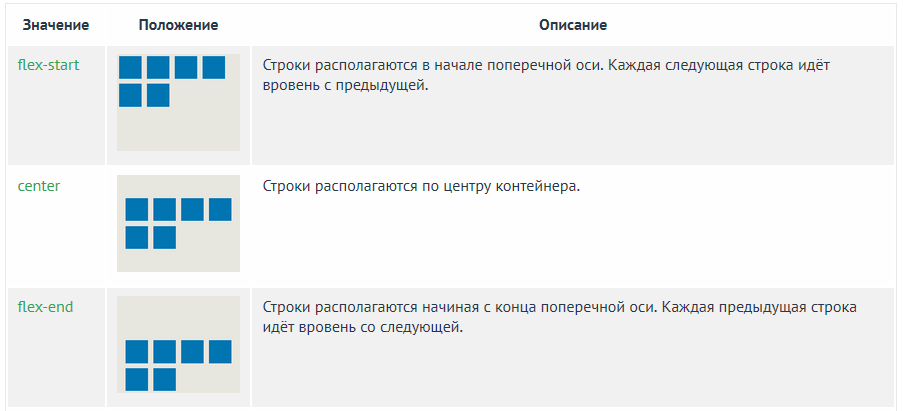 Значение Положение Описание
flex-start Строки располагаются в начале поперечной оси. Каждая следующая строка идёт
вровень с предыдущей.
center Строки располагаются по центру контейнера.
flex-end Строки располагаются начиная с конца поперечной оси. Каждая предыдущая строка
идёт вровень со следующей.